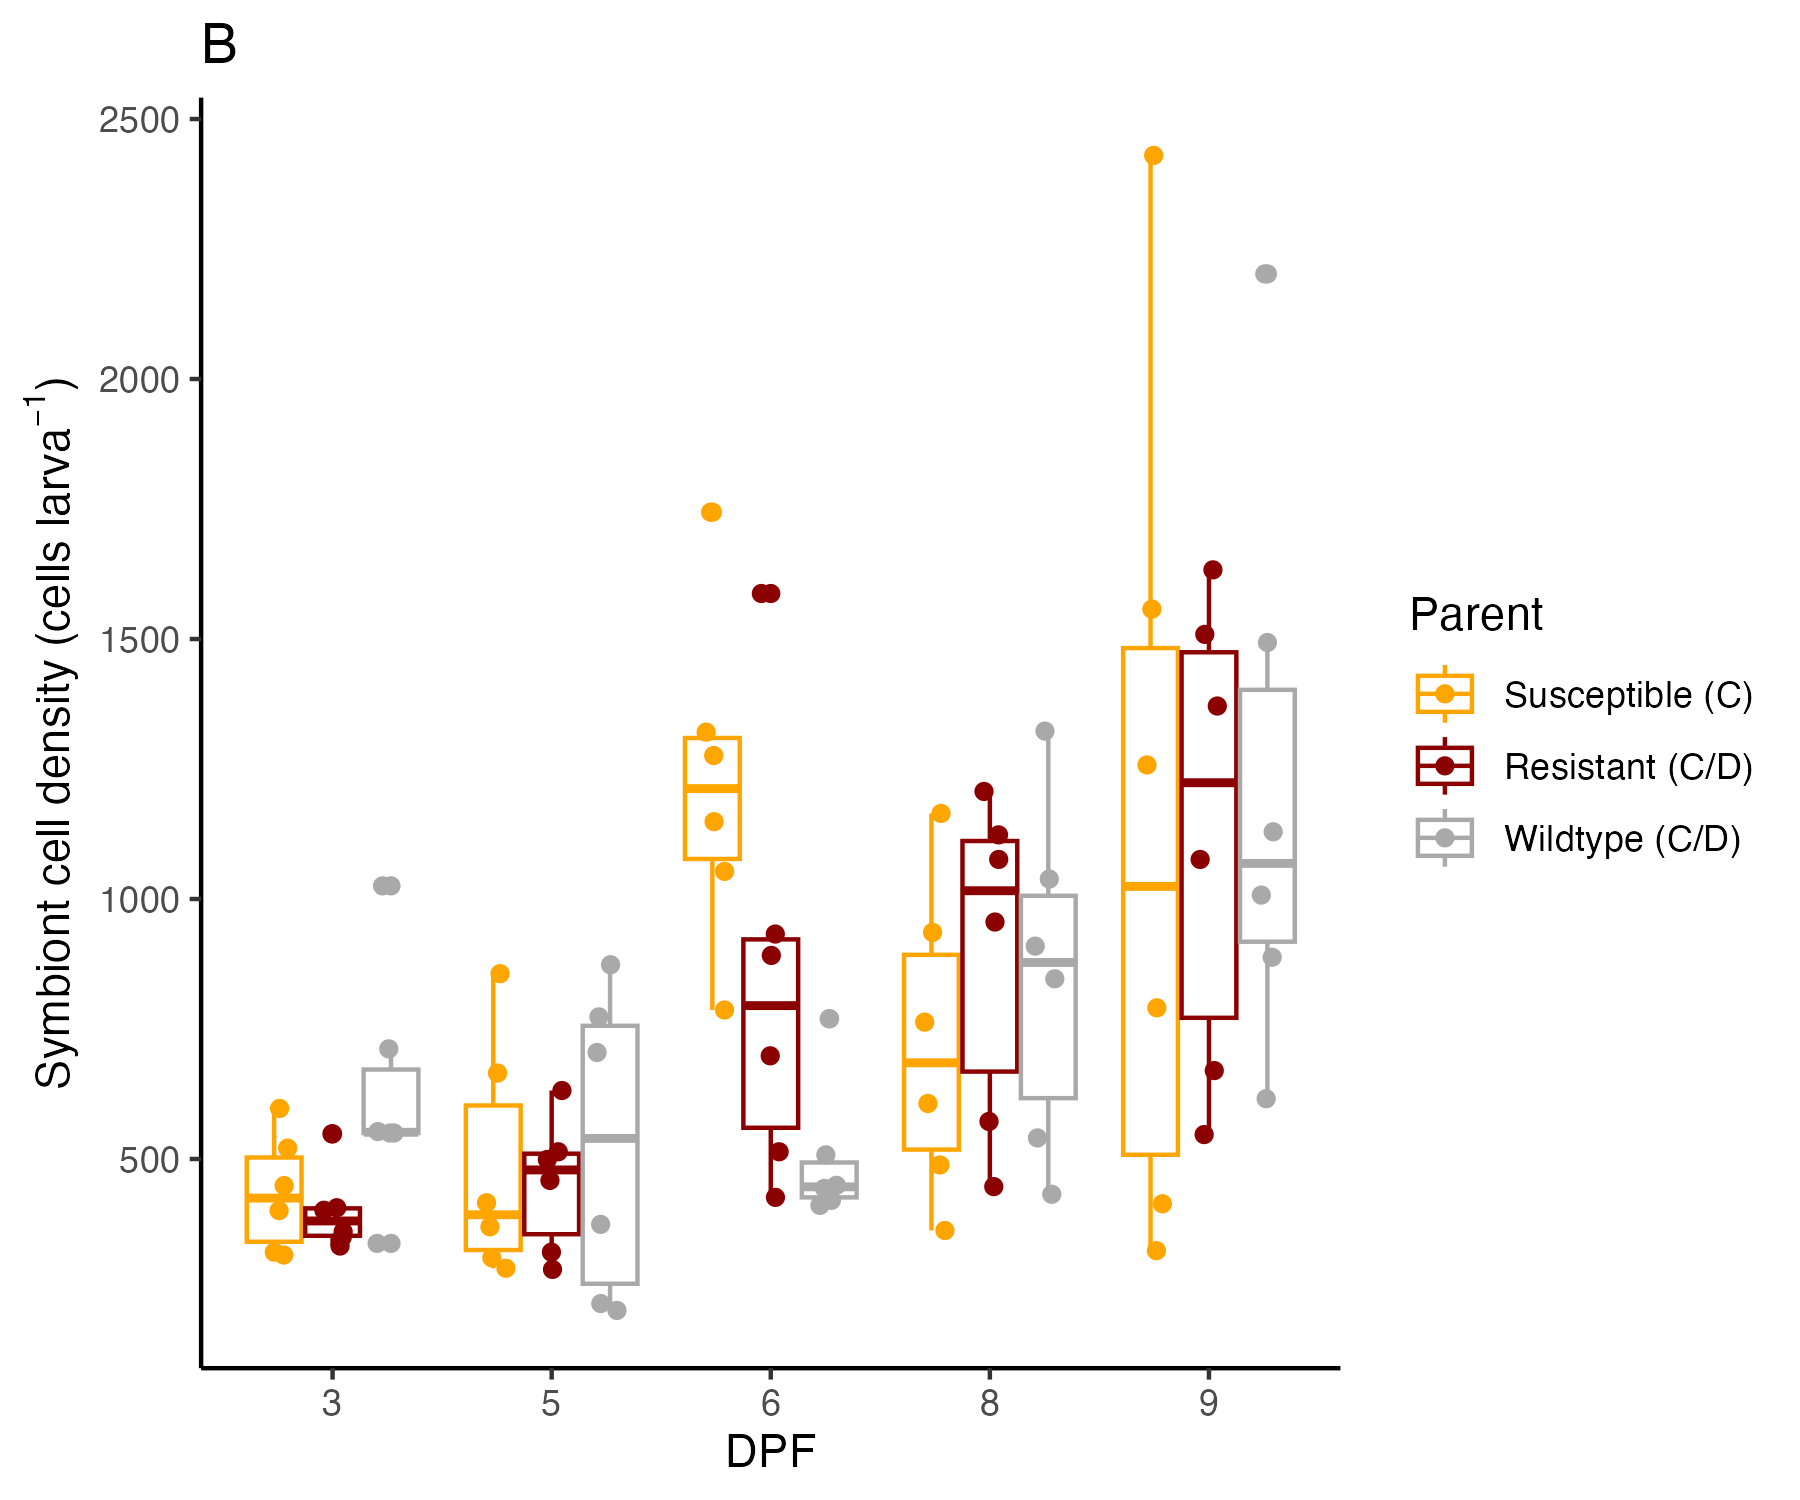 B
2500
2000
1500
1000
500
Symbiont cell density (cells larva⁻¹)
3 5 6 8 9
DPF
Parent
Susceptible (C)
Resistant (C/D)
Wildtype (C/D)